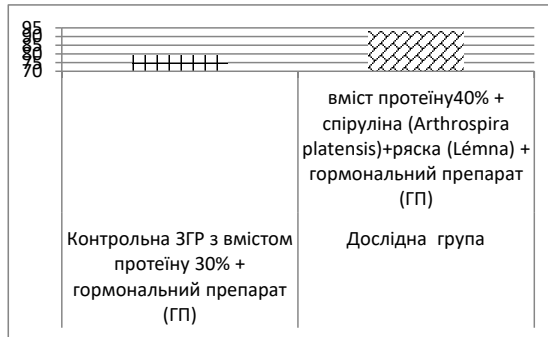 95
90
85
80
75
70
вміст протеїну40% +
спіруліна (Arthrospira
platensis)+ряска (Lémna) +
гормональний препарат
(ГП)
Контрольна ЗГР з вмістом
протеїну 30% +
гормональний препарат
(ГП)
Дослідна група